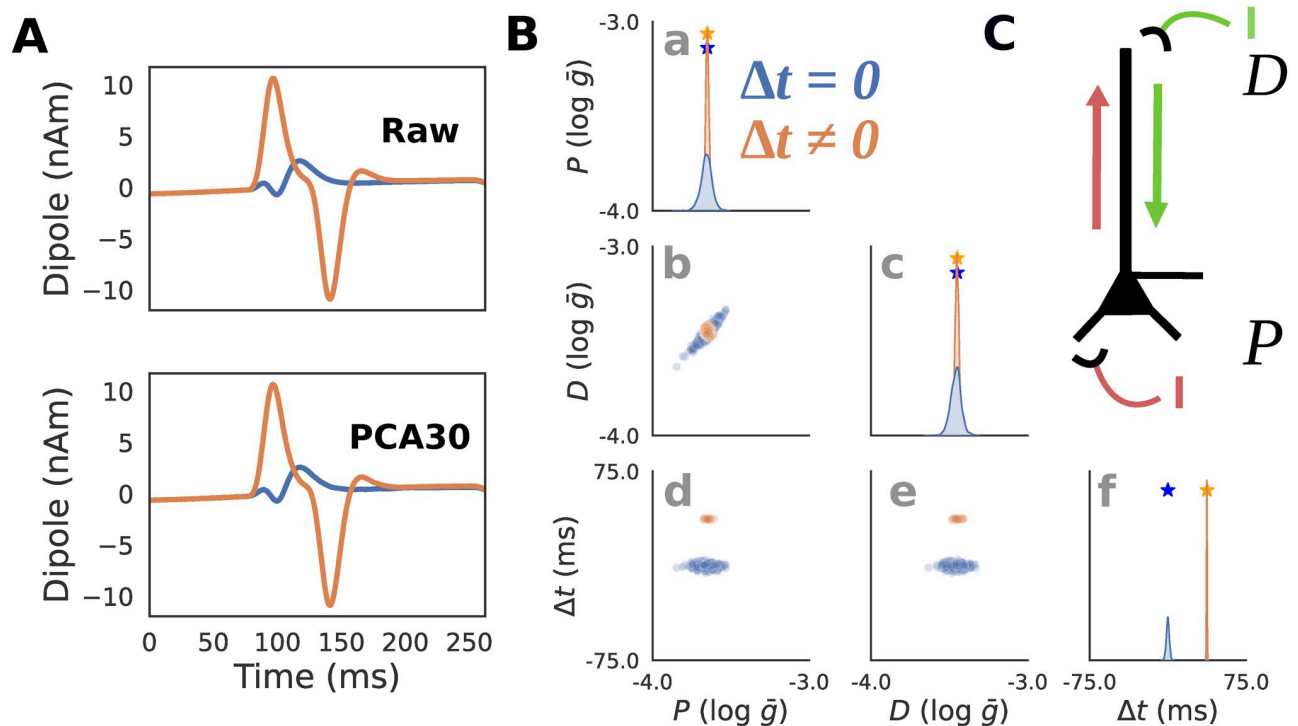 A
Dipole (nAm)
10
5
0
−5
−10
Raw
Dipole (nAm)
10
5
0
−5
−10
PCA30
0 50 100 150 200 250
Time (ms)
B
P (log ḡ)
-3.0
-4.0
a
Δt = 0
Δt ≠ 0
D (log ḡ)
-3.0
-4.0
b
c
Δt (ms)
75.0
-75.0
d
e
f
-4.0 -3.0
P (log ḡ)
-4.0 -3.0
D (log ḡ)
-75.0 75.0
Δt (ms)
C
D
P